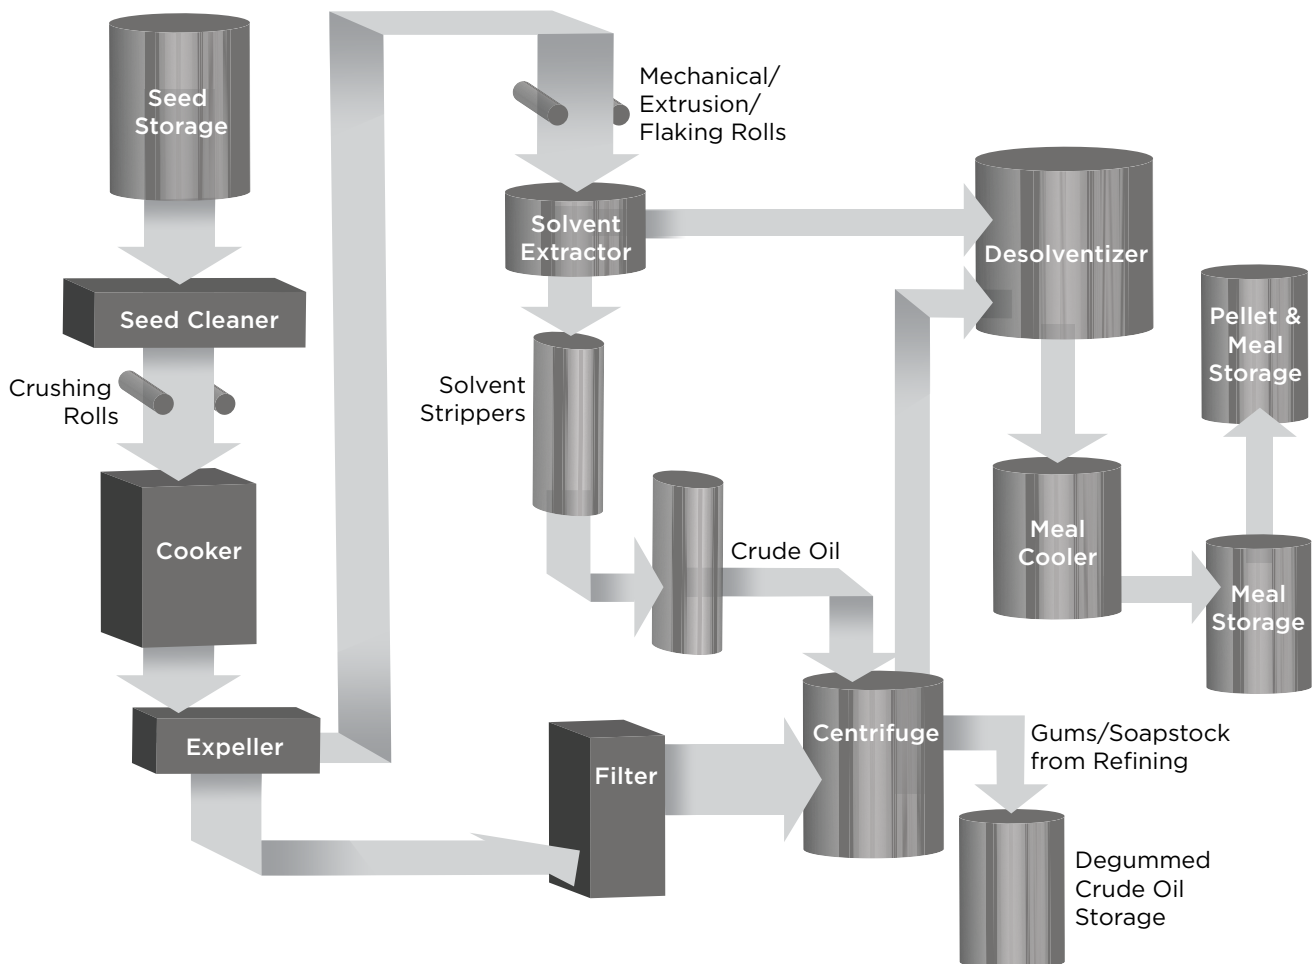 Seed
Storage
Seed Cleaner
Crushing
Rolls
Cooker
Expeller
Mechanical/
Extrusion/
Flaking Rolls
Solvent
Extractor
Solvent
Strippers
Crude Oil
Filter
Centrifuge
Gums/Soapstock
from Refining
Degummed
Crude Oil
Storage
Desolventizer
Meal
Cooler
Meal
Storage
Pellet &
Meal
Storage